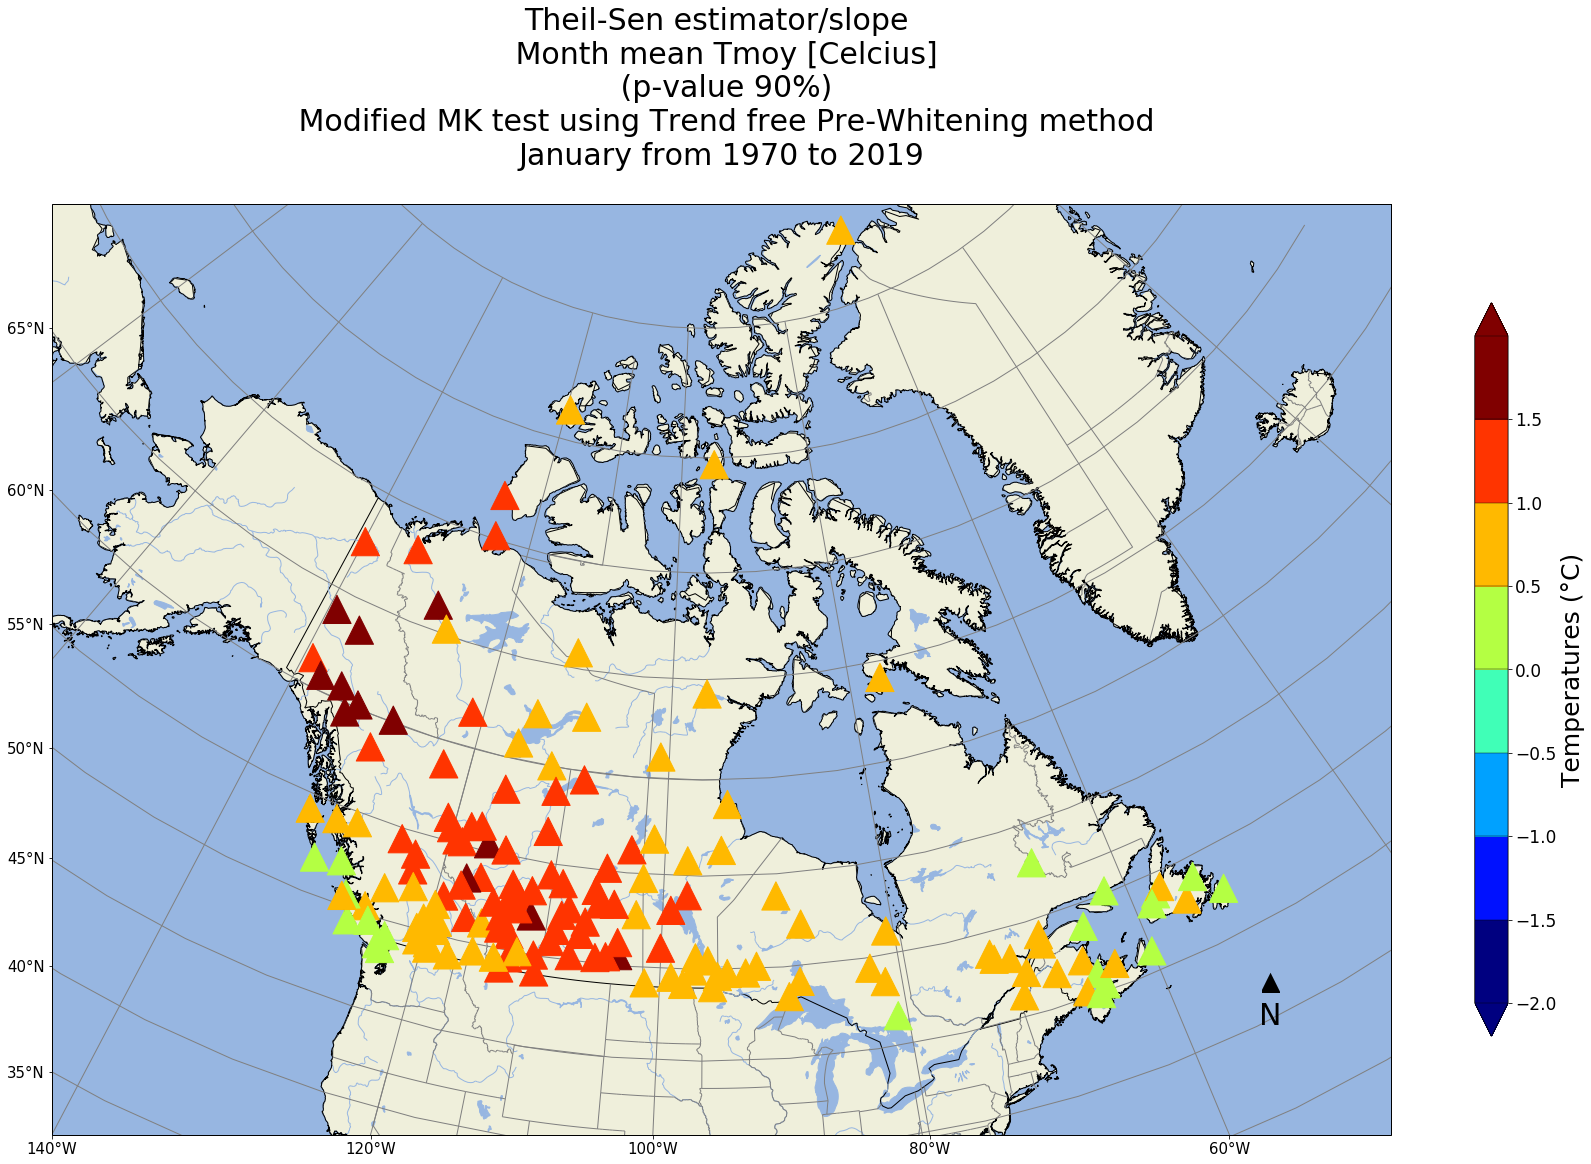 Theil-Sen estimator/slope
Month mean Tmoy [Celcius]
(p-value 90%)
Modified MK test using Trend free Pre-Whitening method
January from 1970 to 2019
65°N
60°N
55°N
50°N
45°N
40°N
35°N
140°W
120°W
100°W
80°W
60°W
N
1.5
1.0
0.5
0.0
−0.5
−1.0
−1.5
−2.0
Temperatures (°C)